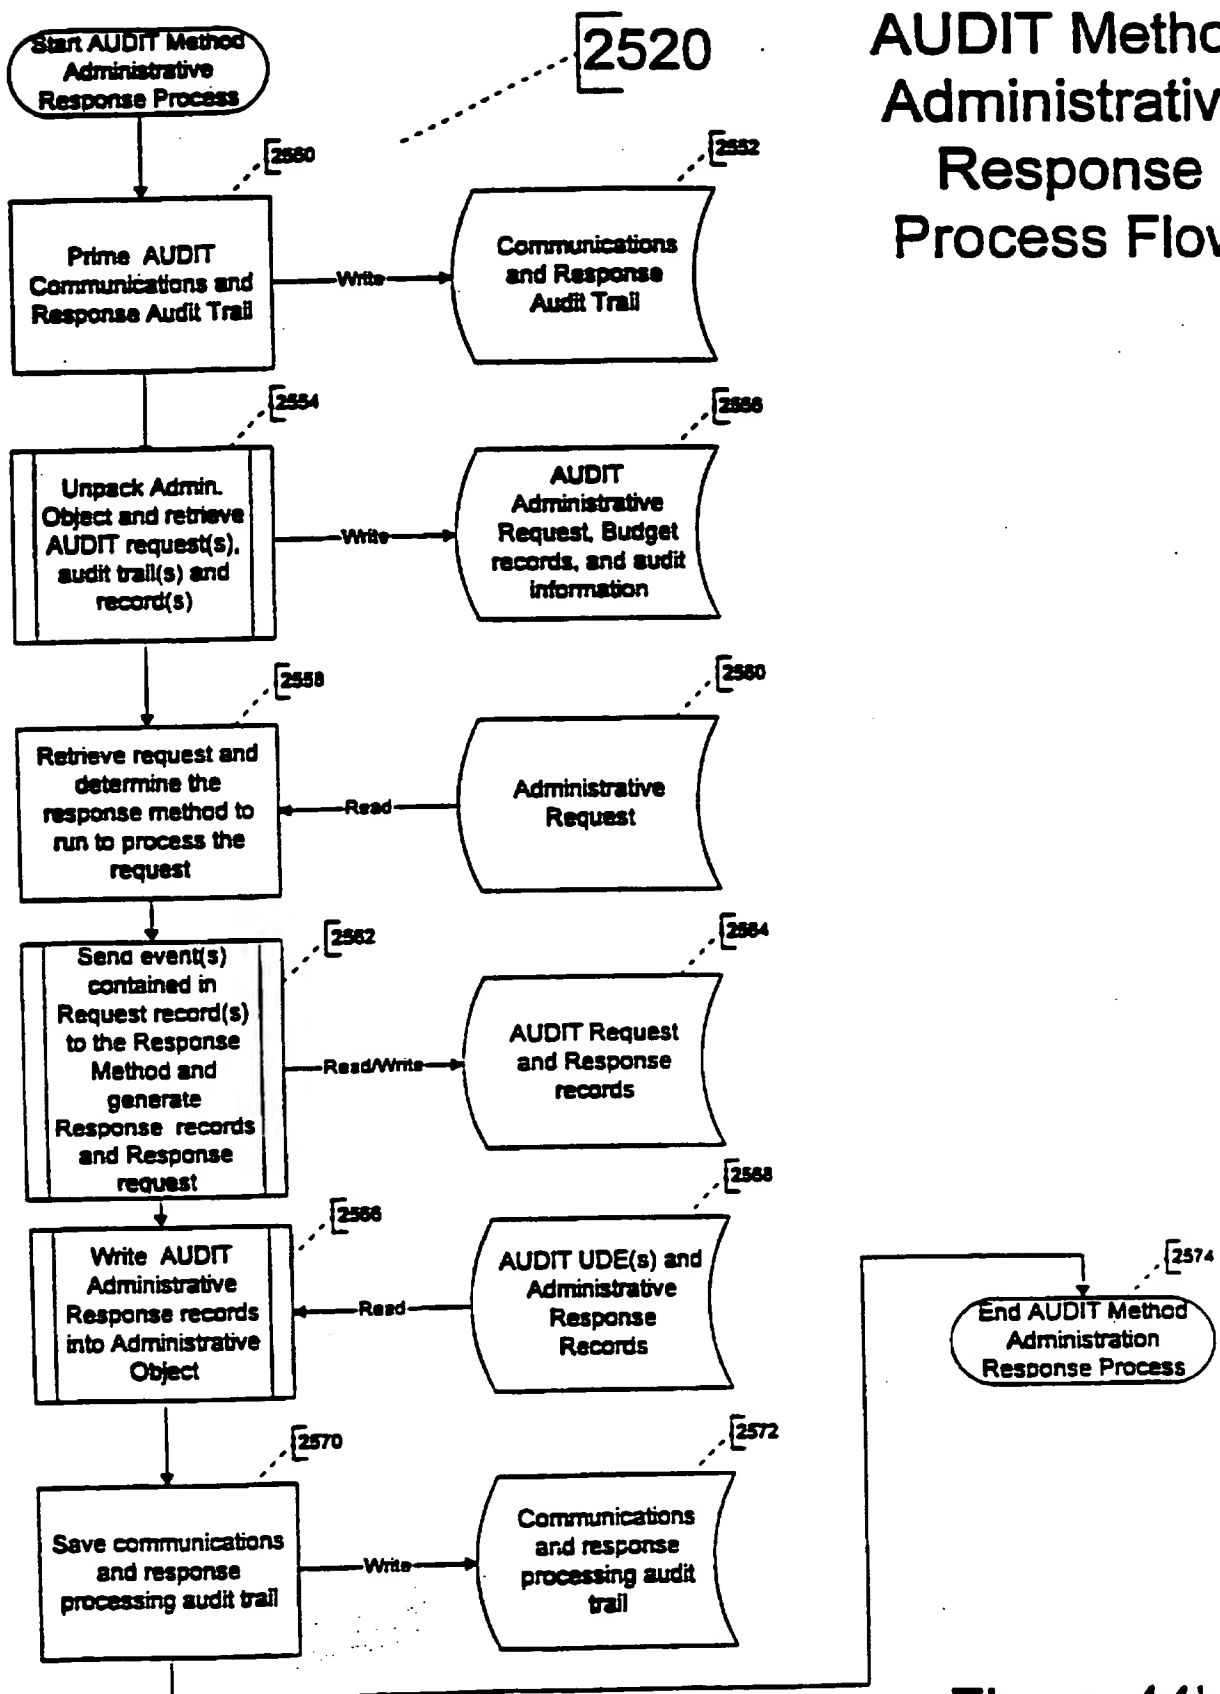 AUDIT Metho
Administrativ
Response
Process Flov
2520
Start AUDIT Method
Administrative
Response Process
2550
Prime AUDIT
Communications and
Response Audit Trail
Write
2552
Communications
and Response
Audit Trail
2554
Unpack Admin.
Object and retrieve
AUDIT request(s),
audit trail(s) and
record(s)
Write
2556
AUDIT
Administrative
Request, Budget
records, and audit
information
2558
Retrieve request and
determine the
response method to
run to process the
request
Read
2560
Administrative
Request
2562
Send event(s)
contained in
Request record(s)
to the Response
Method and
generate
Response records
and Response
request
Read/Write
2564
AUDIT Request
and Response
records
2566
Write AUDIT
Administrative
Response records
into Administrative
Object
Read
2568
AUDIT UDE(s) and
Administrative
Response
Records
2570
Save communications
and response
processing audit trail
Write
2572
Communications
and response
processing audit
trail
2574
End AUDIT Method
Administration
Response Process